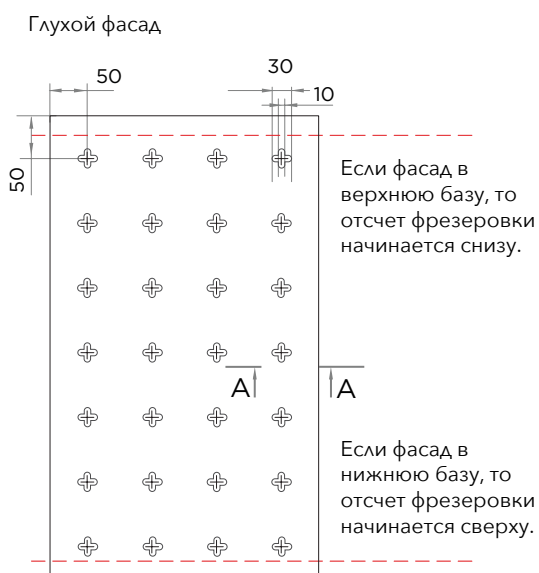 Глухой фасад
50
30
10
50
Если фасад в
верхнюю базу, то
отсчет фрезеровки
начинается снизу.
А А
Если фасад в
нижнюю базу, то
отсчет фрезеровки
начинается сверху.